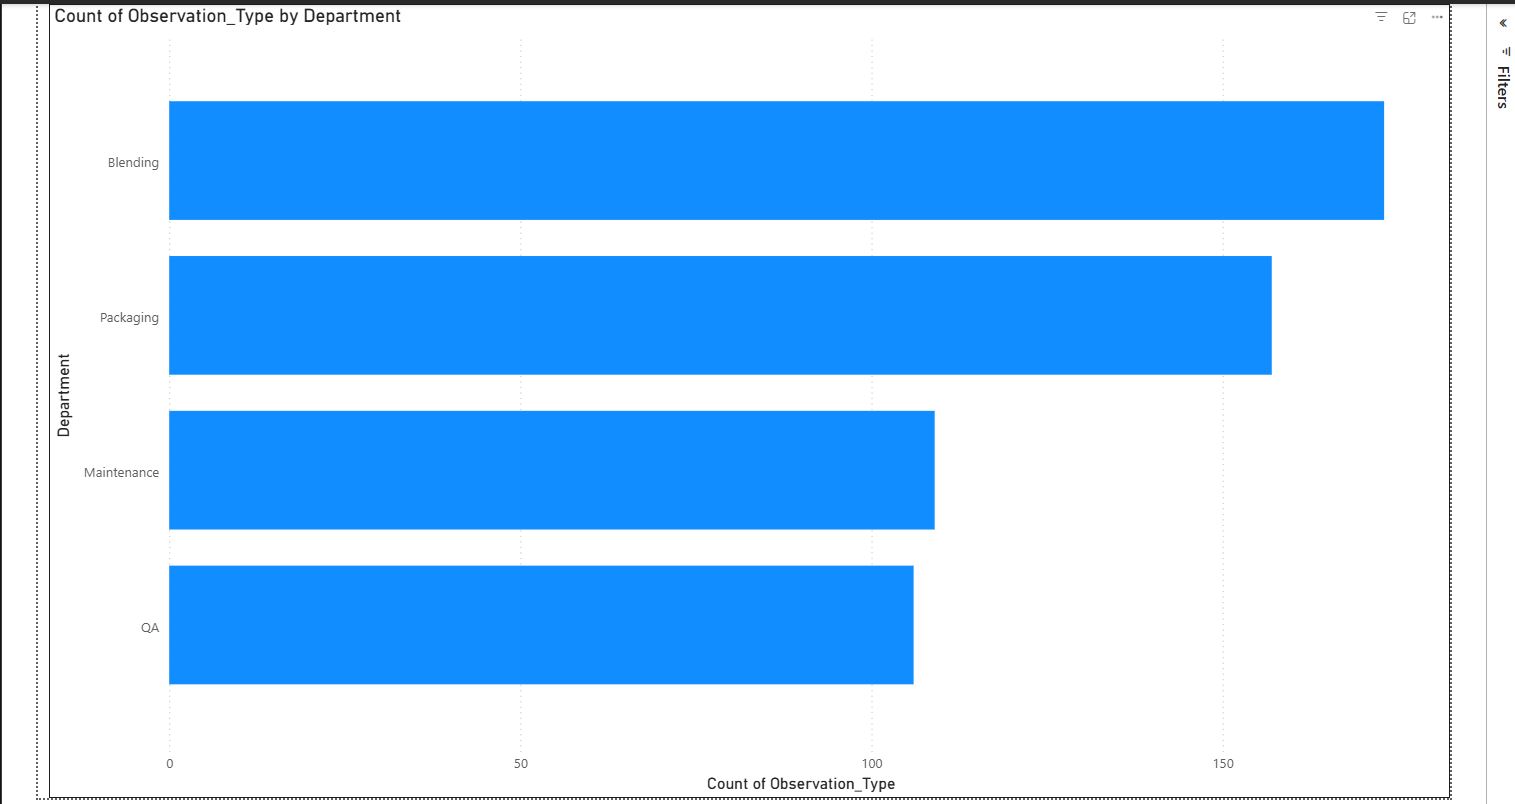 Count of Observation_Type by Department
Filters
Department
Blending
Packaging
Maintenance
QA
0 50 100 150
Count of Observation_Type